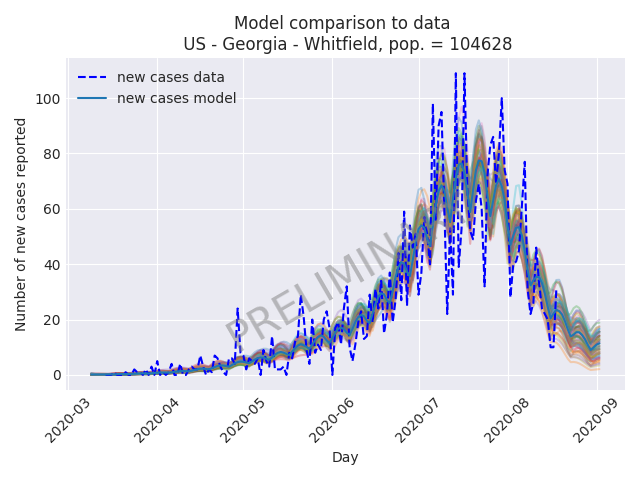 Model comparison to data
US - Georgia - Whitfield, pop. = 104628
new cases data
new cases model
Number of new cases reported
100
80
60
40
20
0
PRELIMIN
2020-03
2020-04
2020-05
2020-06
2020-07
2020-08
2020-09
Day